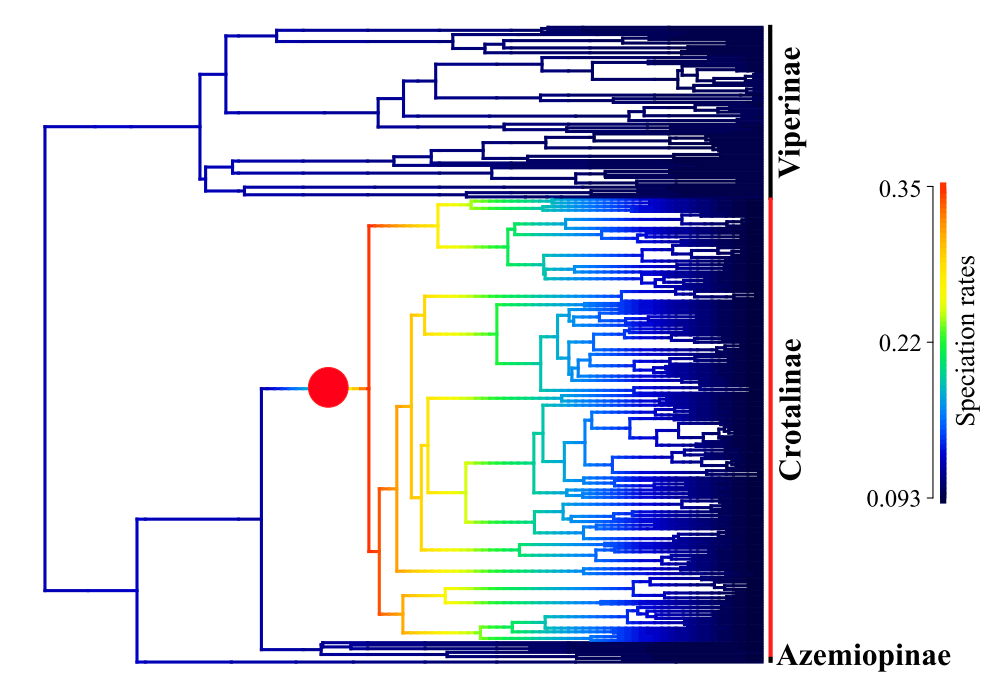 Viperinae
Crotalinae
Azemiopinae
0.35
0.22
0.093
Speciation rates